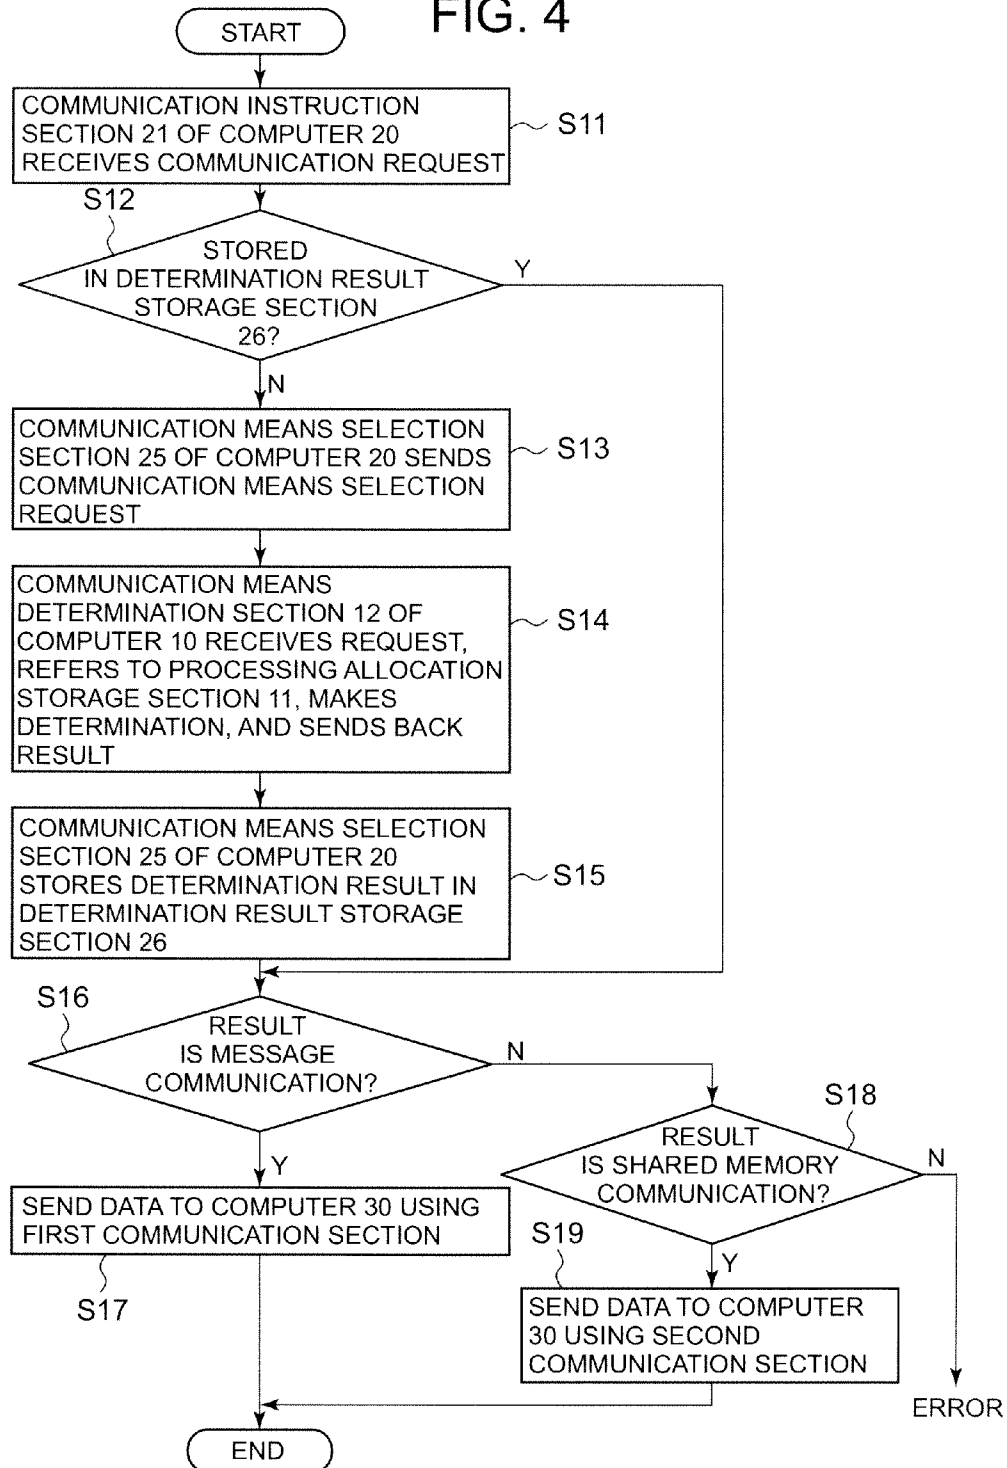 FIG. 4
START
COMMUNICATION INSTRUCTION
SECTION 21 OF COMPUTER 20
RECEIVES COMMUNICATION REQUEST
S11
S12
STORED
IN DETERMINATION RESULT
STORAGE SECTION
26?
Y
N
COMMUNICATION MEANS SELECTION
SECTION 25 OF COMPUTER 20 SENDS
COMMUNICATION MEANS SELECTION
REQUEST
S13
COMMUNICATION MEANS
DETERMINATION SECTION 12 OF
COMPUTER 10 RECEIVES REQUEST,
REFERS TO PROCESSING ALLOCATION
STORAGE SECTION 11, MAKES
DETERMINATION, AND SENDS BACK
RESULT
S14
COMMUNICATION MEANS SELECTION
SECTION 25 OF COMPUTER 20
STORES DETERMINATION RESULT IN
DETERMINATION RESULT STORAGE
SECTION 26
S15
S16
RESULT
IS MESSAGE
COMMUNICATION?
N
Y
S18
RESULT
IS SHARED MEMORY
COMMUNICATION?
N
Y
SEND DATA TO COMPUTER 30 USING
FIRST COMMUNICATION SECTION
S17
S19
SEND DATA TO COMPUTER
30 USING SECOND
COMMUNICATION SECTION
ERROR
END